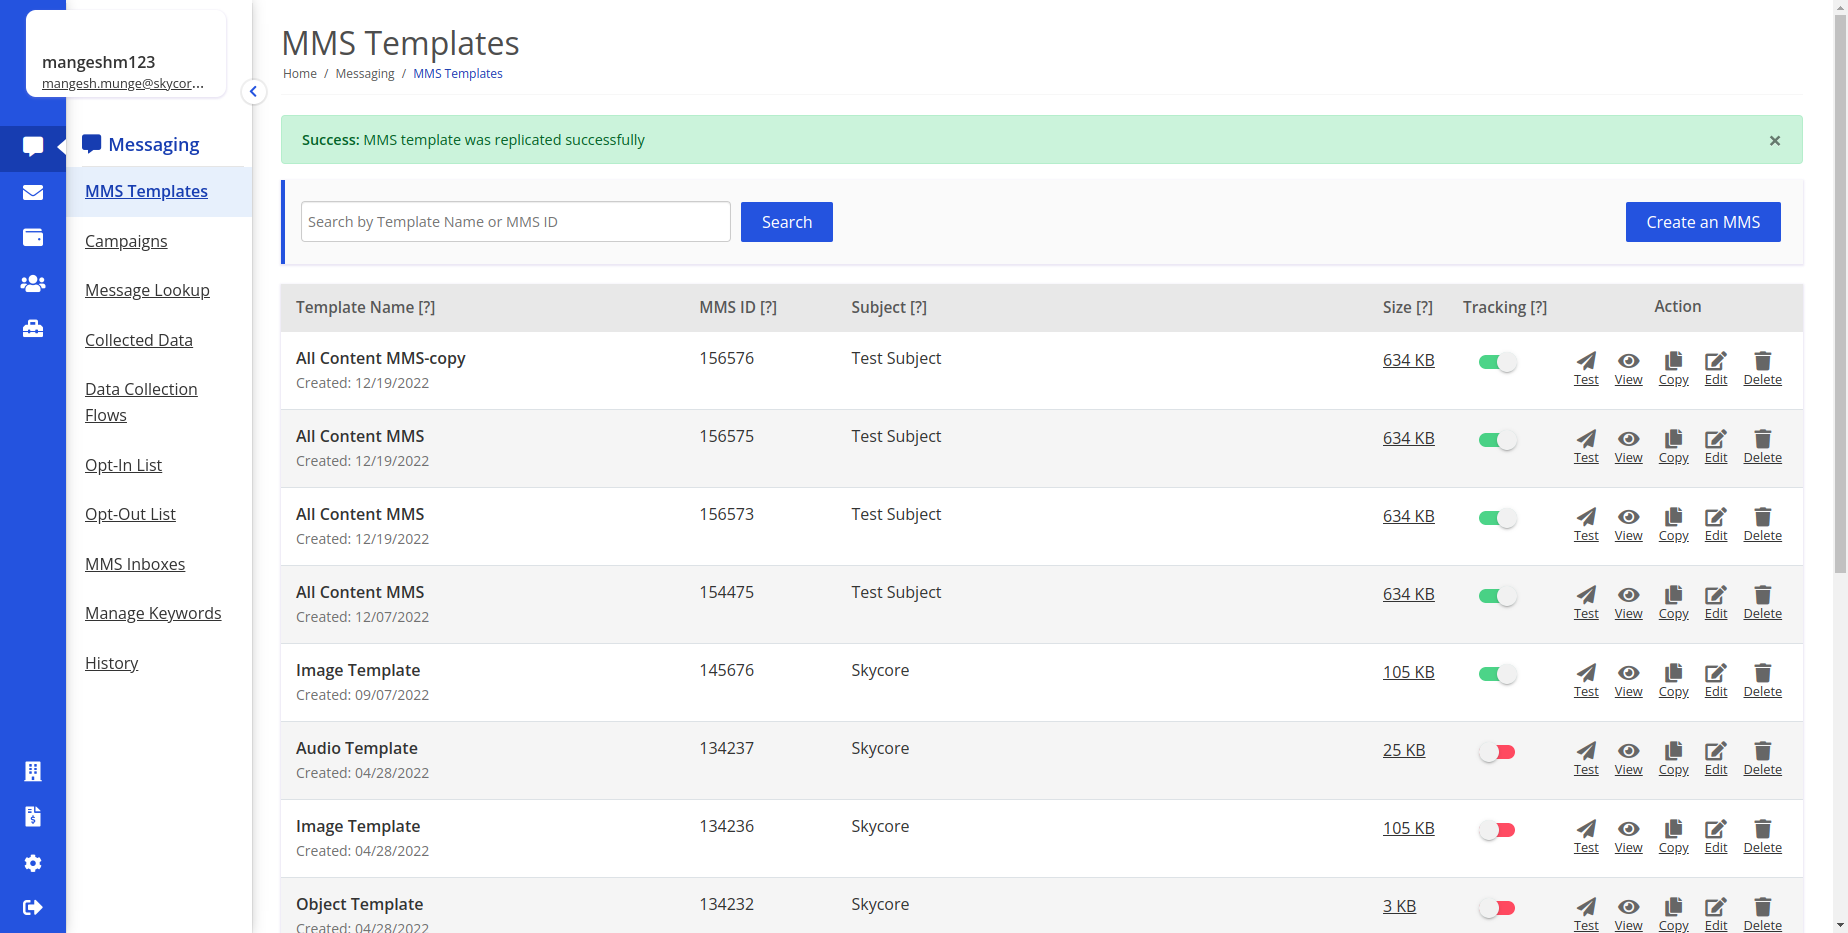 mangeshm123
mangesh.munge@skycor...
Messaging
MMS Templates
Campaigns
Message Lookup
Collected Data
Data Collection
Flows
Opt-In List
Opt-Out List
MMS Inboxes
Manage Keywords
History
MMS Templates
Home / Messaging / MMS Templates
Success: MMS template was replicated successfully ×
Search by Template Name or MMS ID Search Create an MMS
Template Name [?] MMS ID [?] Subject [?] Size [?] Tracking [?] Action
All Content MMS-copy 156576 Test Subject 634 KB
Created: 12/19/2022 Test View Copy Edit Delete
All Content MMS 156575 Test Subject 634 KB
Created: 12/19/2022 Test View Copy Edit Delete
All Content MMS 156573 Test Subject 634 KB
Created: 12/19/2022 Test View Copy Edit Delete
All Content MMS 154475 Test Subject 634 KB
Created: 12/07/2022 Test View Copy Edit Delete
Image Template 145676 Skycore 105 KB
Created: 09/07/2022 Test View Copy Edit Delete
Audio Template 134237 Skycore 25 KB
Created: 04/28/2022 Test View Copy Edit Delete
Image Template 134236 Skycore 105 KB
Created: 04/28/2022 Test View Copy Edit Delete
Object Template 134232 Skycore 3 KB
Created: 04/28/2022 Test View Copy Edit Delete